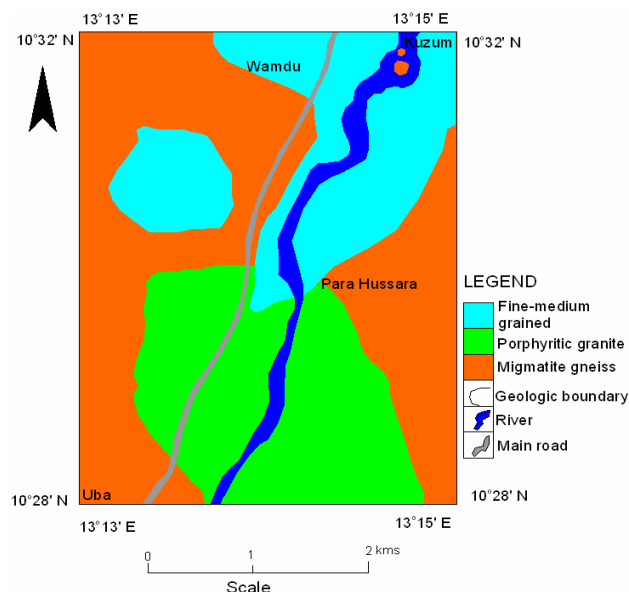 13°13' E
13°15' E
10°32' N
10°32' N
Kuzum
Wamdu
Para Hussara
LEGEND
Fine-medium
grained
Porphyritic granite
Migmatite gneiss
Geologic boundary
River
Main road
Uba
10°28' N
10°28' N
13°13' E
13°15' E
0
1
2 kms
Scale